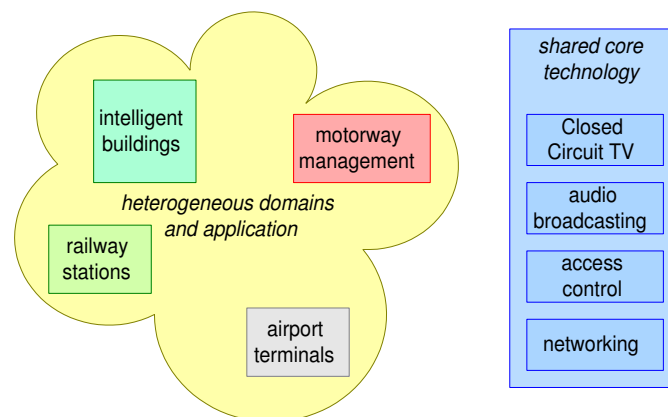 intelligent
buildings
motorway
management
heterogeneous domains
and application
railway
stations
airport
terminals
shared core
technology
Closed
Circuit TV
audio
broadcasting
access
control
networking